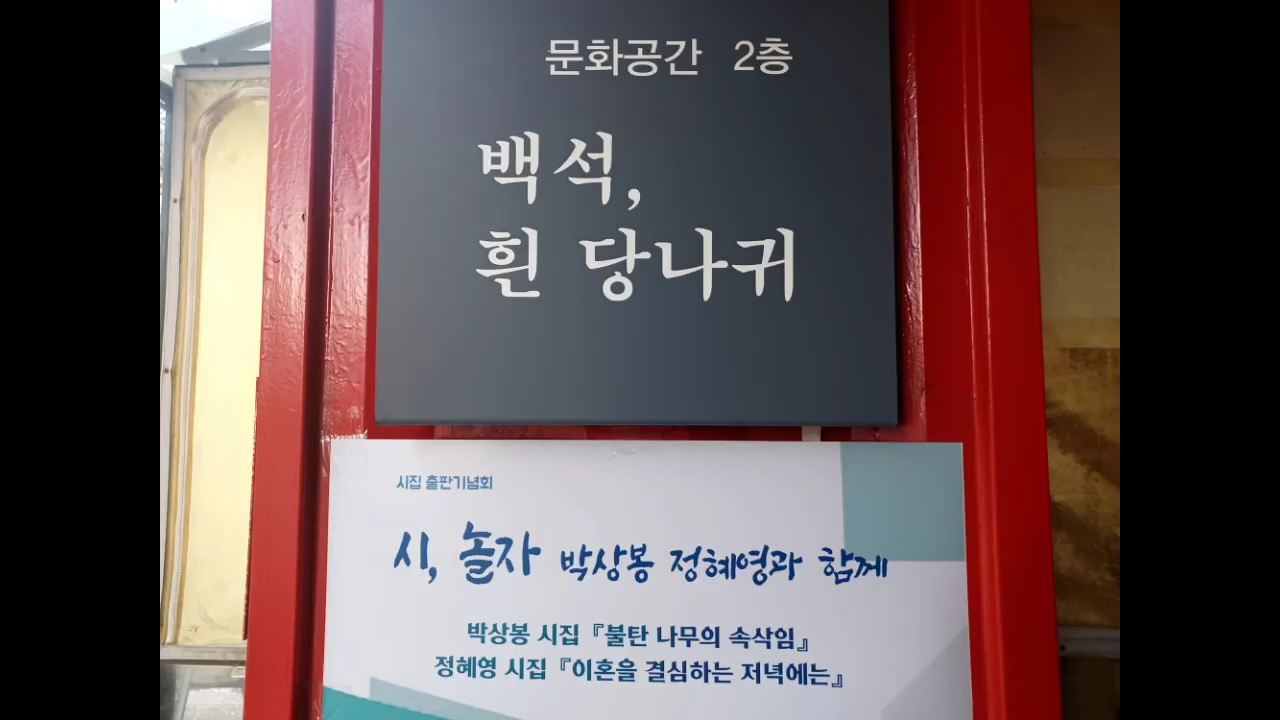 문화공간 2층
백석,
흰 당나귀
시집 출판기념회
시, 놀자 박상봉 정혜영과 함께
박상봉 시집『불탄 나무의 속삭임』
정혜영 시집『이혼을 결심하는 저녁에는』